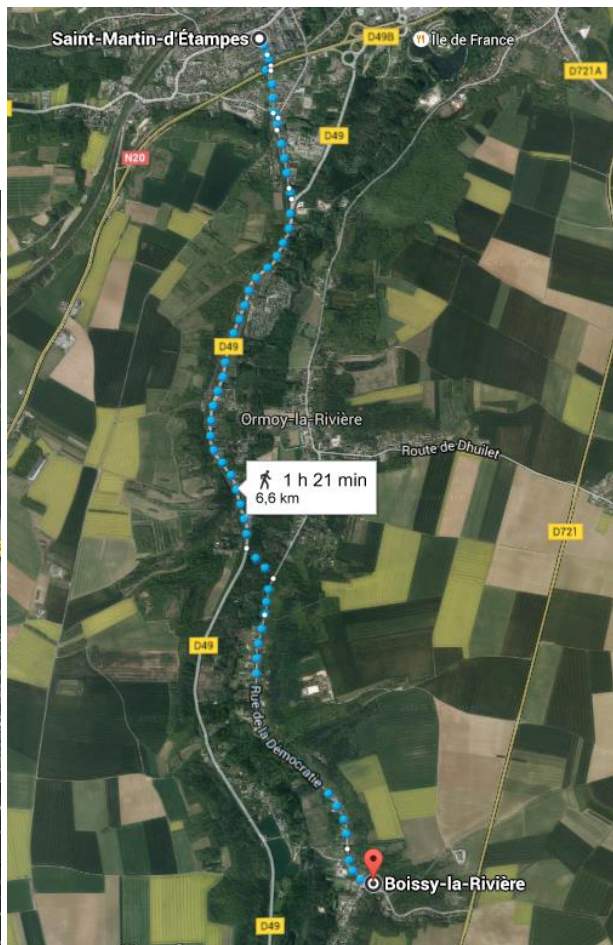 Saint-Martin-d'Étampes
D49B
Île de France
D721A
D49
N20
D49
Ormoy-la-Rivière
Route de Dhuilet
1 h 21 min
6,6 km
D721
D49
Rue de la Démocratie
Boissy-la-Rivière
D49